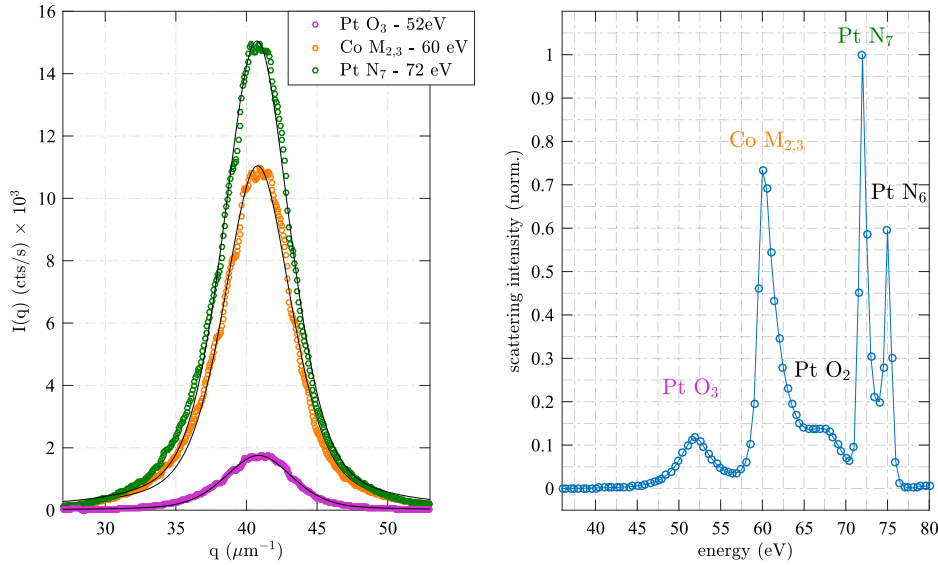 Pt O₃ - 52eV
Co M₂,₃ - 60 eV
Pt N₇ - 72 eV
16
14
12
10
8
6
4
2
0
30
35
40
45
50
I(q) (cts/s) × 10³
q (μm⁻¹)
Pt N₇
Co M₂,₃
Pt N₆
Pt O₂
Pt O₃
1
0.9
0.8
0.7
0.6
0.5
0.4
0.3
0.2
0.1
0
40
45
50
55
60
65
70
75
80
scattering intensity (norm.)
energy (eV)